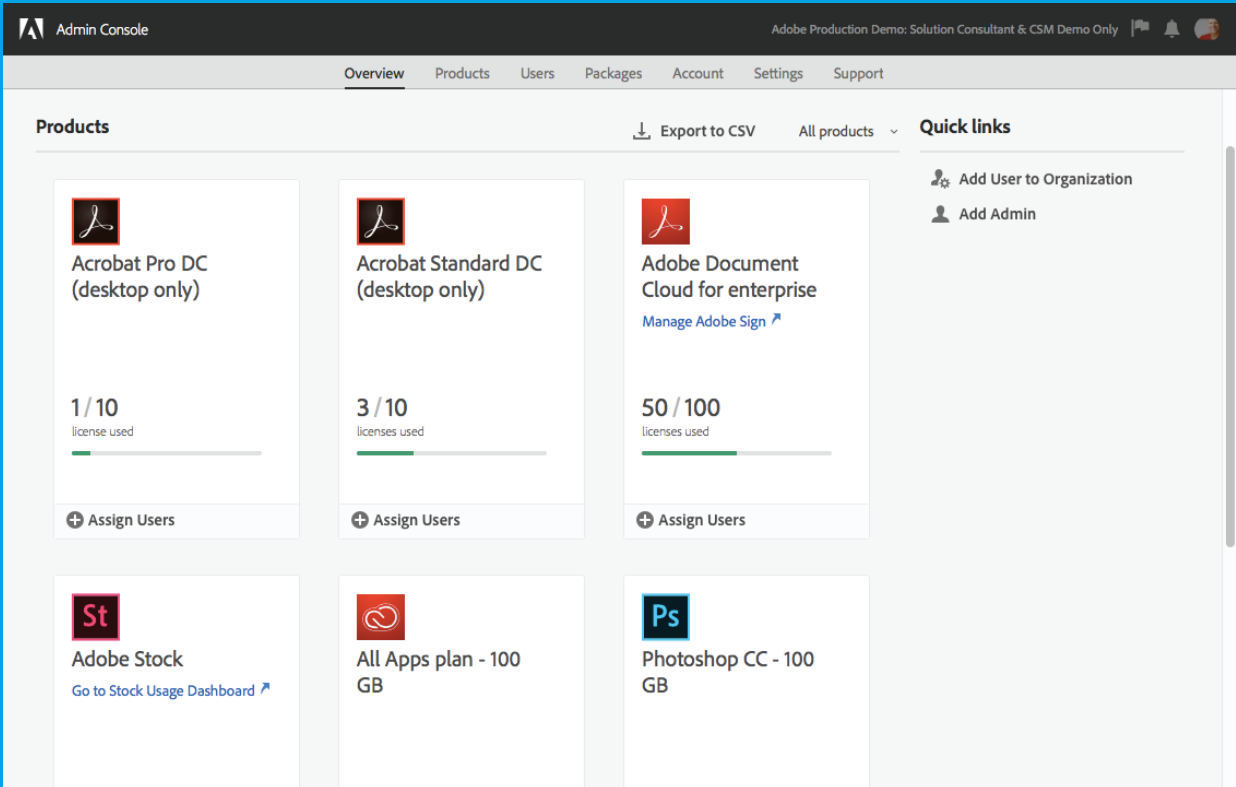 Admin Console
Adobe Production Demo: Solution Consultant & CSM Demo Only
Overview Products Users Packages Account Settings Support
Products
Export to CSV
All products
Quick links
Add User to Organization
Add Admin
Acrobat Pro DC
(desktop only)
1 / 10
license used
Assign Users
Acrobat Standard DC
(desktop only)
3 / 10
licenses used
Assign Users
Adobe Document
Cloud for enterprise
Manage Adobe Sign
50 / 100
licenses used
Assign Users
St
Adobe Stock
Go to Stock Usage Dashboard
All Apps plan - 100
GB
Ps
Photoshop CC - 100
GB